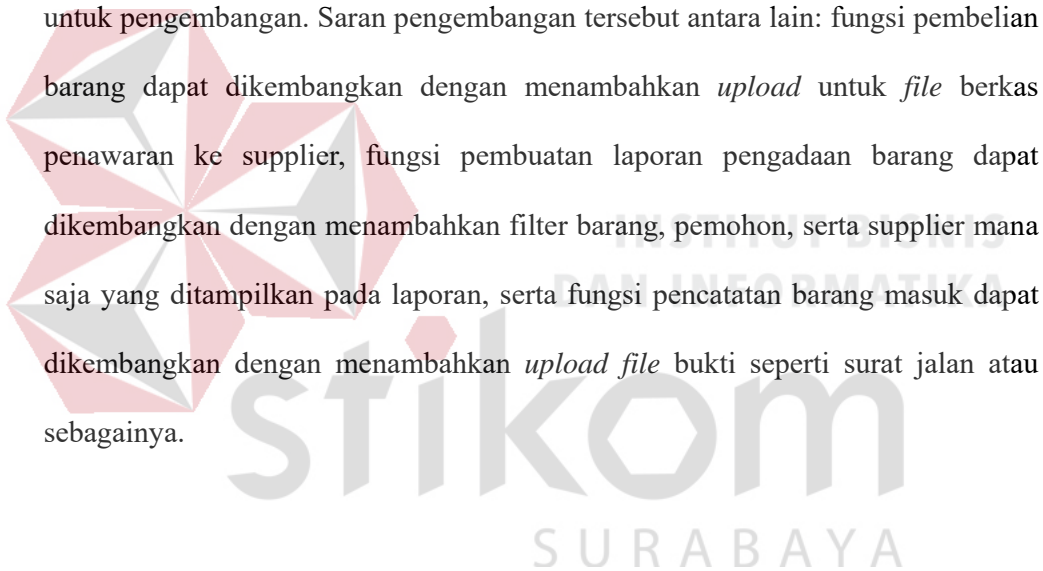 untuk pengembangan. Saran pengembangan tersebut antara lain: fungsi pembelian
barang dapat dikembangkan dengan menambahkan upload untuk file berkas
penawaran ke supplier, fungsi pembuatan laporan pengadaan barang dapat
dikembangkan dengan menambahkan filter barang, pemohon, serta supplier mana
INSTITUT BISNIS
saja yang ditampilkan pada laporan, serta fungsi pencatatan barang masuk dapat
DAN INFORMATIKA
dikembangkan dengan menambahkan upload file bukti seperti surat jalan atau
sebagainya.
stikom
SURABAYA